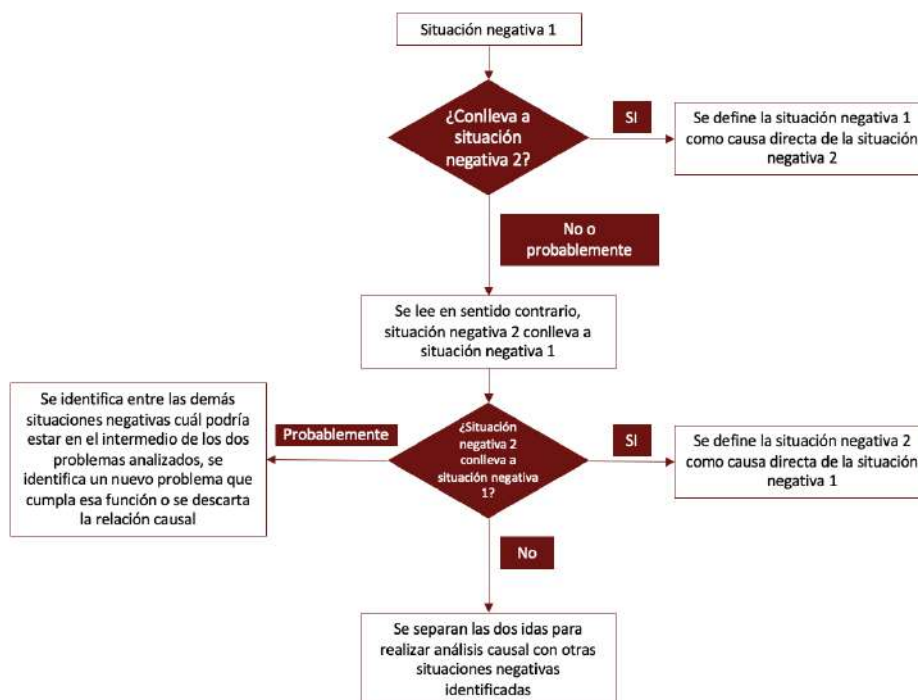 Situación negativa 1
¿Conlleva a
situación
negativa 2?
SI
Se define la situación negativa 1
como causa directa de la situación
negativa 2
No o
probablemente
Se lee en sentido contrario,
situación negativa 2 conlleva a
situación negativa 1
Se identifica entre las demás
situaciones negativas cuál podría
estar en el intermedio de los dos
problemas analizados, se
identifica un nuevo problema que
cumpla esa función o se descarta
la relación causal
Probablemente
¿Situación
negativa 2
conlleva a
situación negativa
1?
SI
Se define la situación negativa 2
como causa directa de la situación
negativa 1
No
Se separan las dos idas para
realizar análisis causal con otras
situaciones negativas
identificadas